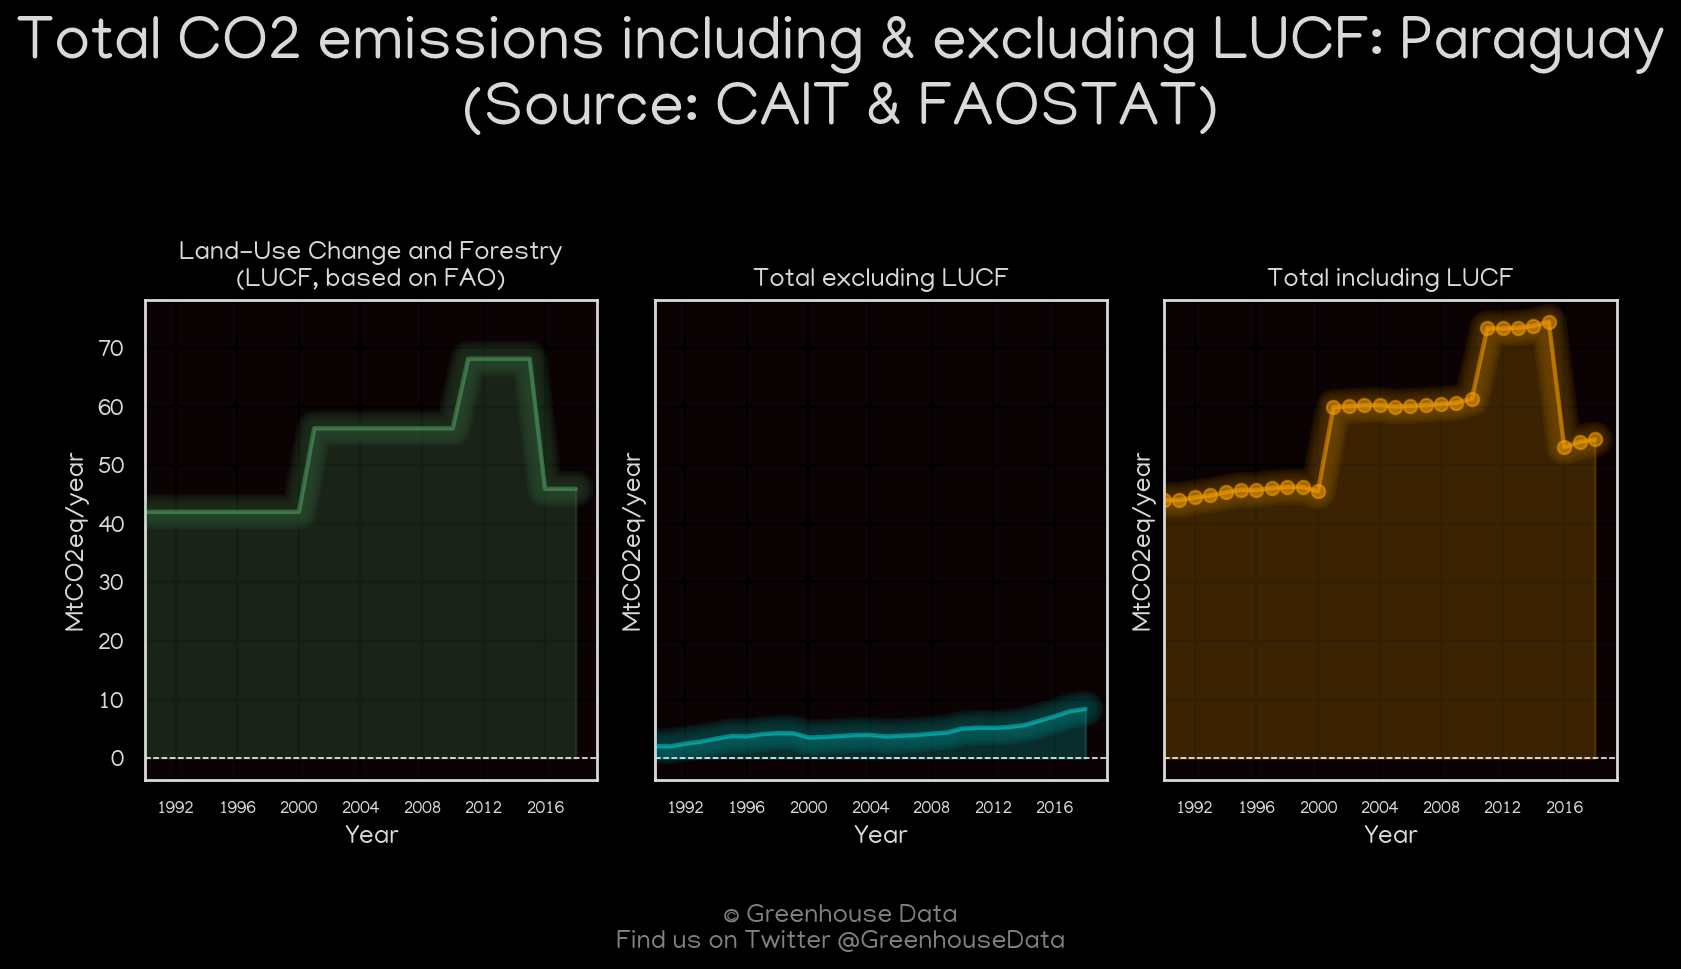 Total CO2 emissions including & excluding LUCF: Paraguay
(Source: CAIT & FAOSTAT)
Land-Use Change and Forestry
(LUCF, based on FAO)
Total excluding LUCF
Total including LUCF
MtCO2eq/year
70
60
50
40
30
20
10
0
1992 1996 2000 2004 2008 2012 2016
Year
MtCO2eq/year
1992 1996 2000 2004 2008 2012 2016
Year
MtCO2eq/year
1992 1996 2000 2004 2008 2012 2016
Year
© Greenhouse Data
Find us on Twitter @GreenhouseData